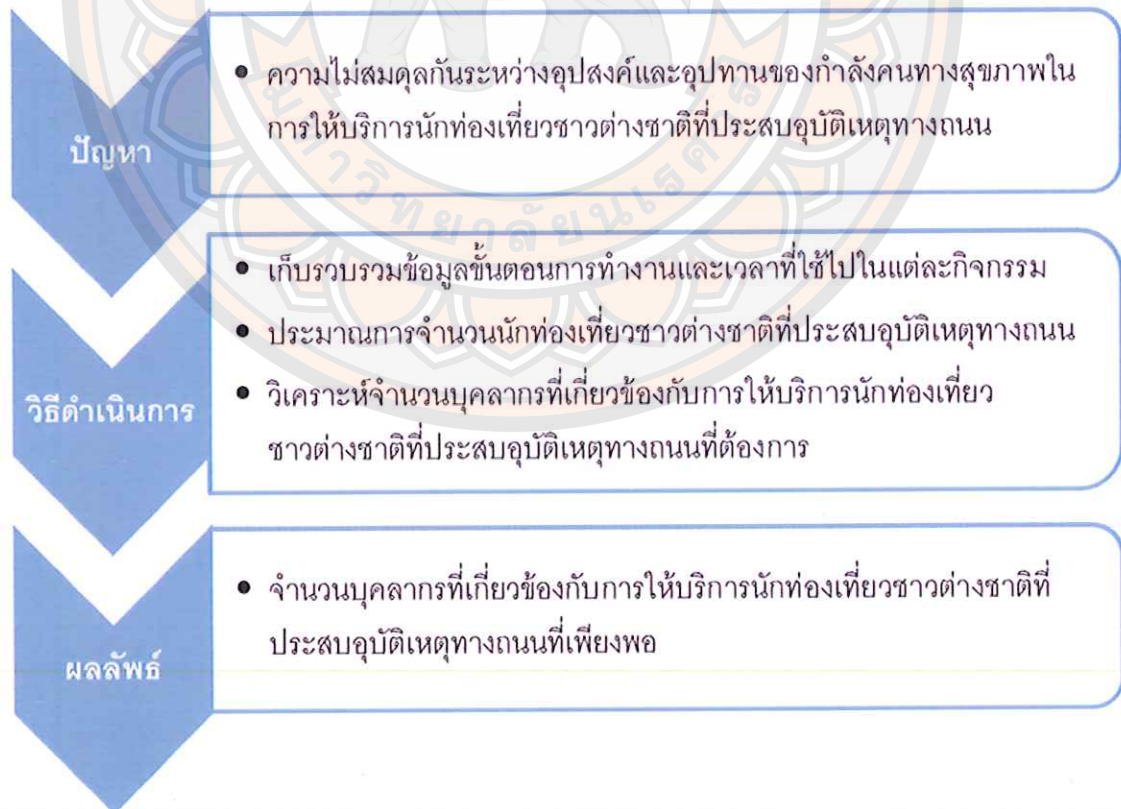 ปัญหา
• ความไม่สมดุลกันระหว่างอุปสงค์และอุปทานของกำลังคนทางสุขภาพใน
การให้บริการนักท่องเที่ยวชาวต่างชาติที่ประสบอุบัติเหตุทางถนน
มหาวิทยาลัยนเรศวร
วิธีดำเนินการ
• เก็บรวบรวมข้อมูลขั้นตอนการทำงานและเวลาที่ใช้ไปในแต่ละกิจกรรม
• ประมาณการจำนวนนักท่องเที่ยวชาวต่างชาติที่ประสบอุบัติเหตุทางถนน
• วิเคราะห์จำนวนบุคลากรที่เกี่ยวข้องกับการให้บริการนักท่องเที่ยว
ชาวต่างชาติที่ประสบอุบัติเหตุทางถนนที่ต้องการ
ผลลัพธ์
• จำนวนบุคลากรที่เกี่ยวข้องกับการให้บริการนักท่องเที่ยวชาวต่างชาติที่
ประสบอุบัติเหตุทางถนนที่เพียงพอ